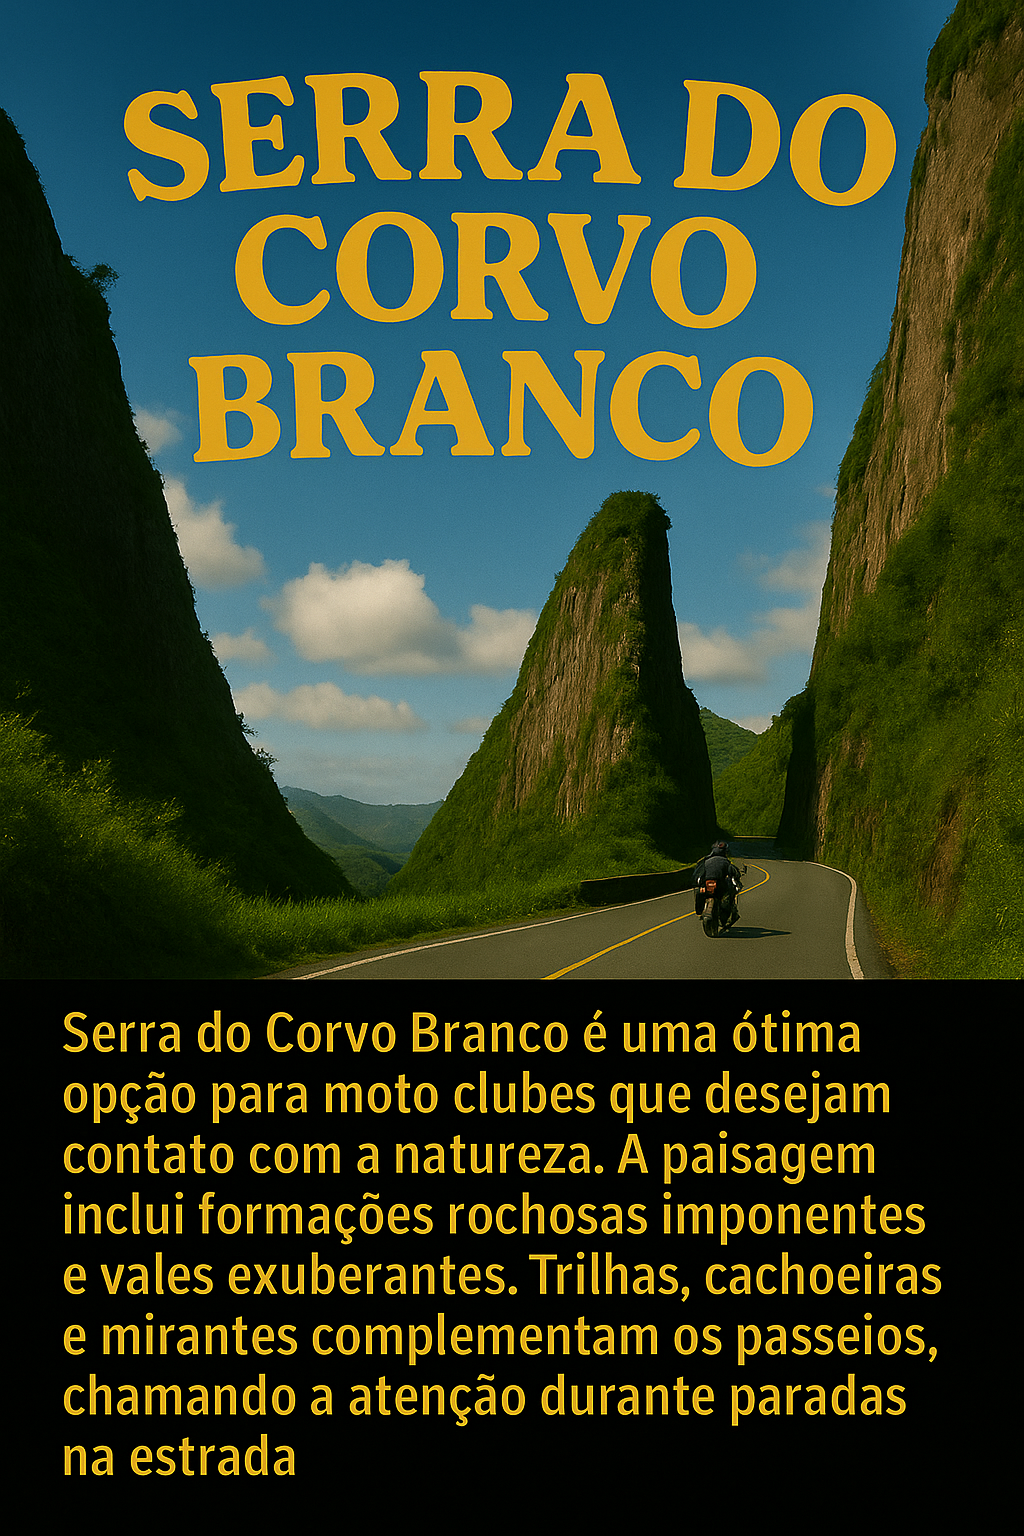 SERRA DO
CORVO
BRANCO
Serra do Corvo Branco é uma ótima
opção para moto clubes que desejam
contato com a natureza. A paisagem
inclui formações rochosas imponentes
e vales exuberantes. Trilhas, cachoeiras
e mirantes complementam os passeios,
chamando a atenção durante paradas
na estrada